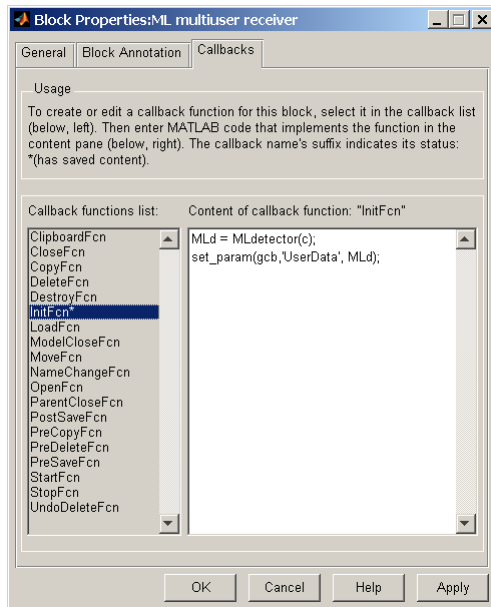 Block Properties:ML multiuser receiver
General Block Annotation Callbacks
Usage
To create or edit a callback function for this block, select it in the callback list
(below, left). Then enter MATLAB code that implements the function in the
content pane (below, right). The callback name's suffix indicates its status:
*(has saved content).
Callback functions list:
ClipboardFcn
CloseFcn
CopyFcn
DeleteFcn
DestroyFcn
InitFcn*
LoadFcn
ModelCloseFcn
MoveFcn
NameChangeFcn
OpenFcn
ParentCloseFcn
PostSaveFcn
PreCopyFcn
PreDeleteFcn
PreSaveFcn
StartFcn
StopFcn
UndoDeleteFcn
Content of callback function: "InitFcn"
MLd = MLdetector(c);
set_param(gcb,'UserData', MLd);
OK Cancel Help Apply